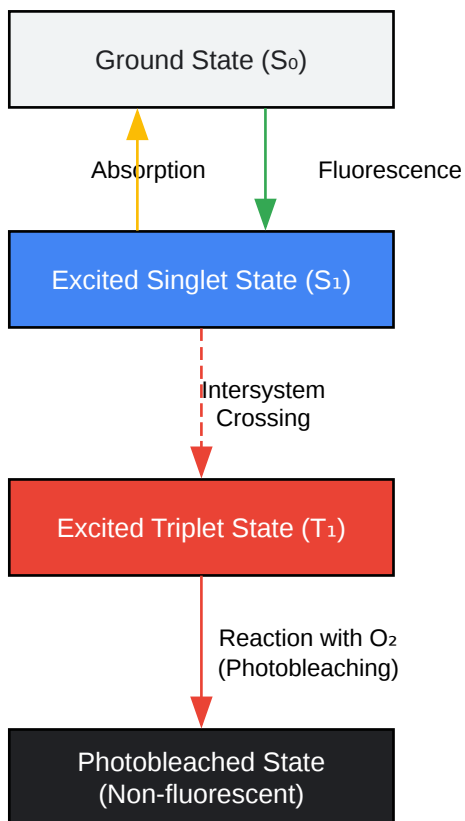 Ground State (S₀)
Absorption
Fluorescence
Excited Singlet State (S₁)
Intersystem
Crossing
Excited Triplet State (T₁)
Reaction with O₂
(Photobleaching)
Photobleached State
(Non-fluorescent)